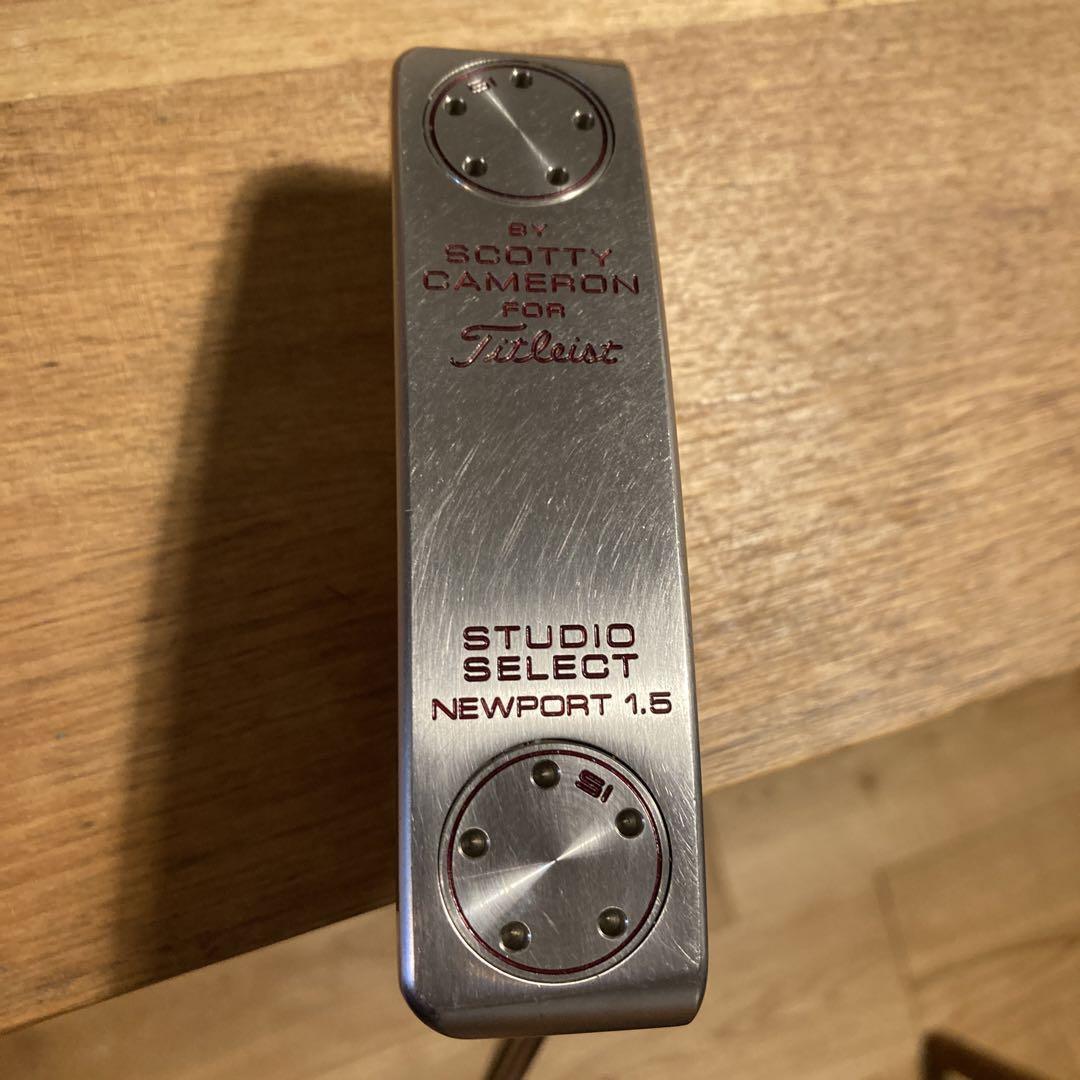 SI
BY
SCOTTY
CAMERON
FOR
Titleist
STUDIO
SELECT
NEWPORT 1.5
SI